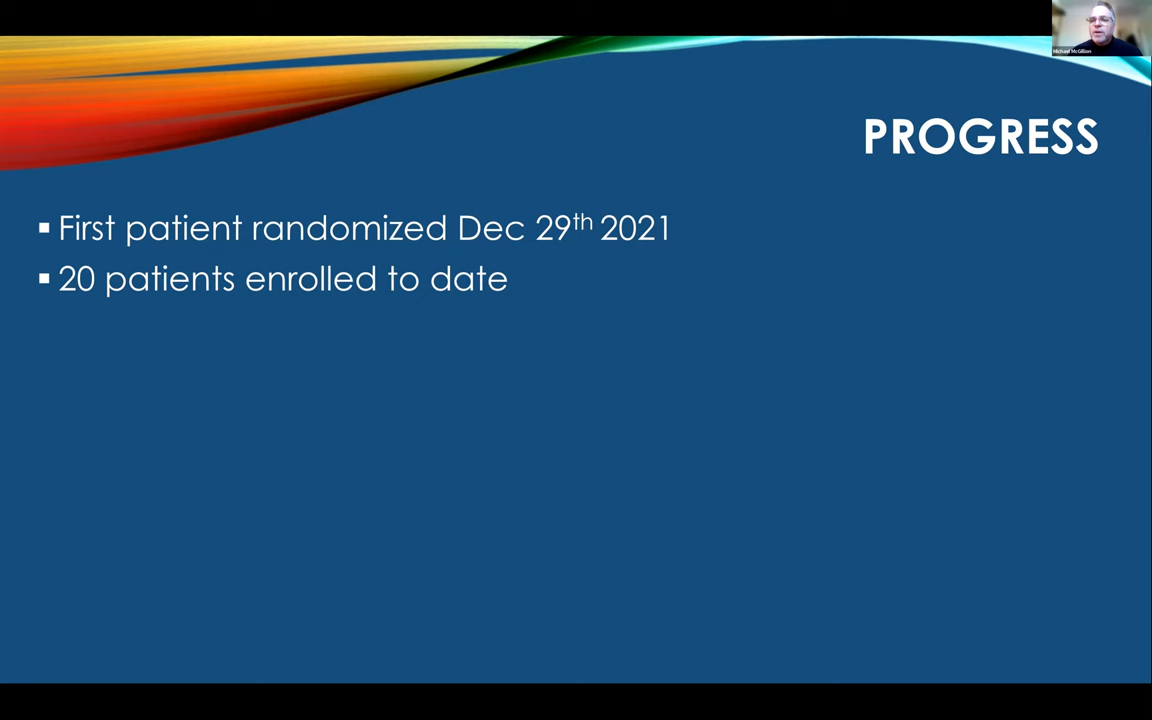 Michael McGillion
PROGRESS
▪ First patient randomized Dec 29th 2021
▪ 20 patients enrolled to date